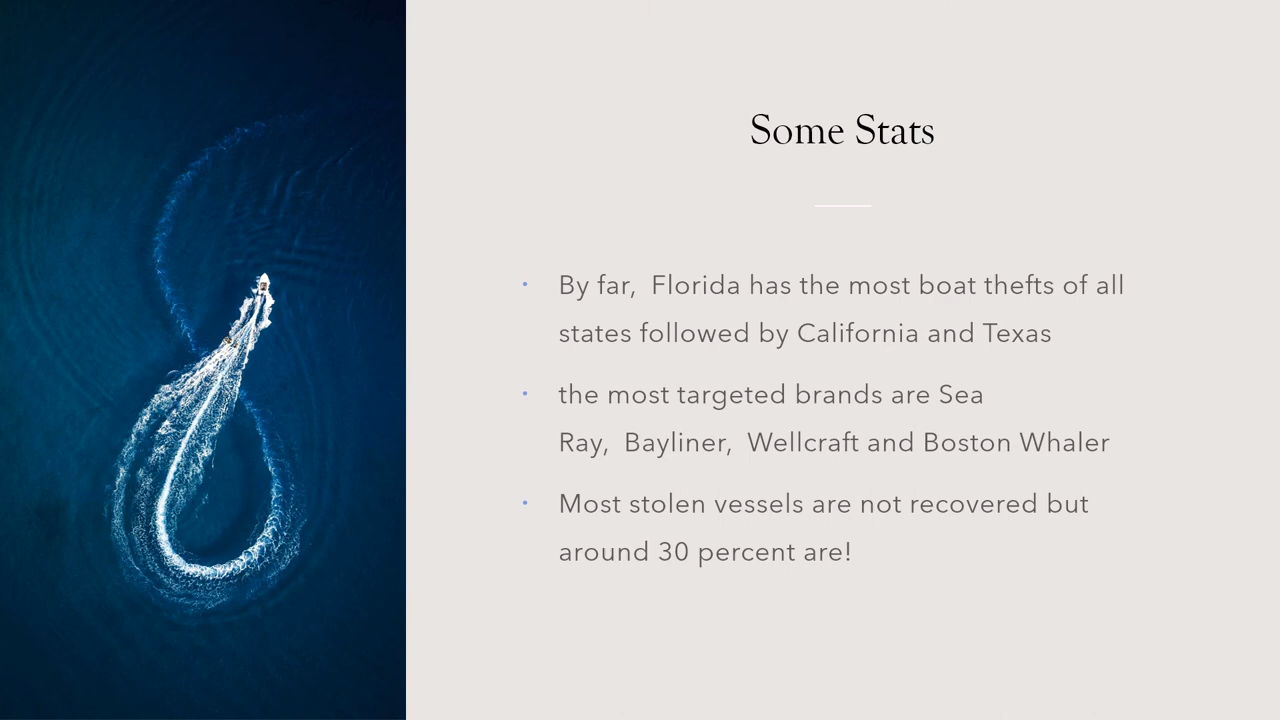 Some Stats
By far,  Florida has the most boat thefts of all
states followed by California and Texas
the most targeted brands are Sea
Ray,  Bayliner,  Wellcraft and Boston Whaler
Most stolen vessels are not recovered but
around 30 percent are!